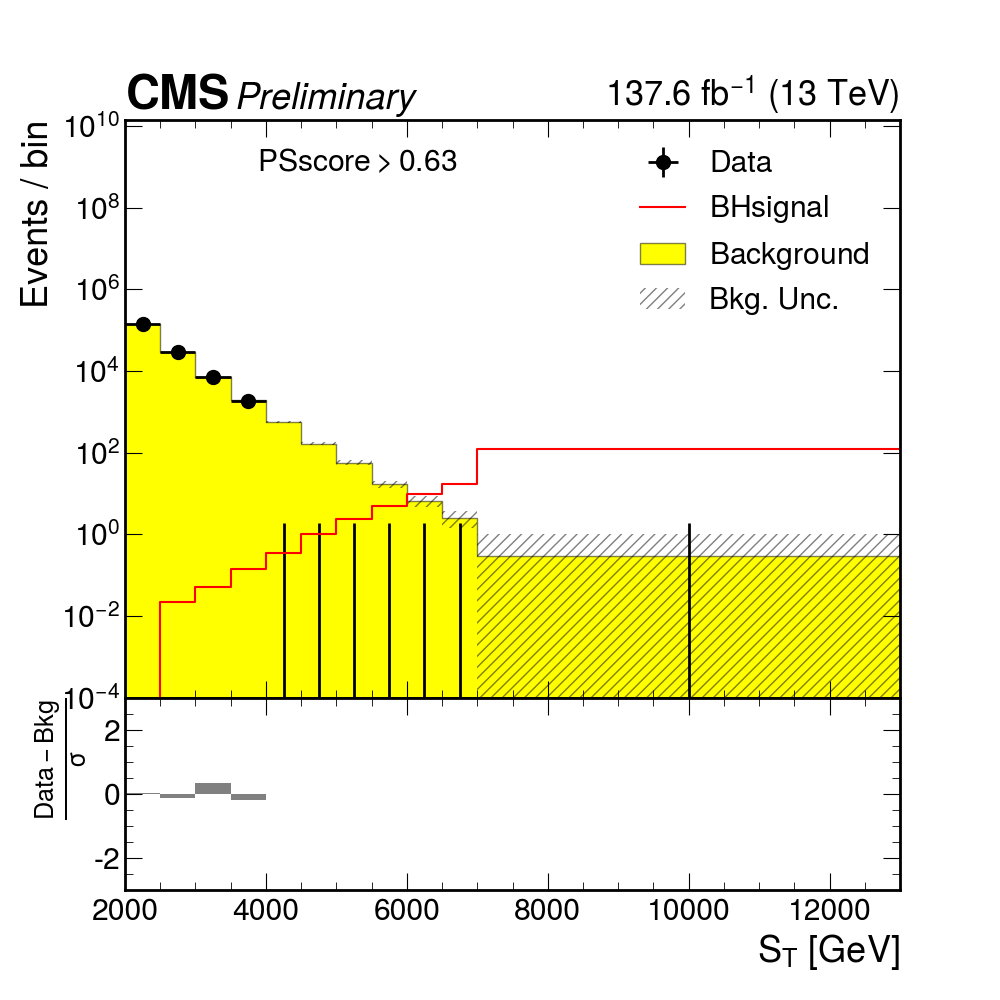 CMS Preliminary 137.6 fb⁻¹ (13 TeV)
Events / bin
10¹⁰
10⁸
10⁶
10⁴
10²
10⁰
10⁻²
10⁻⁴
PSscore > 0.63
Data
BHsignal
Background
Bkg. Unc.
Data – Bkg
σ
2
0
-2
2000 4000 6000 8000 10000 12000
S_T [GeV]